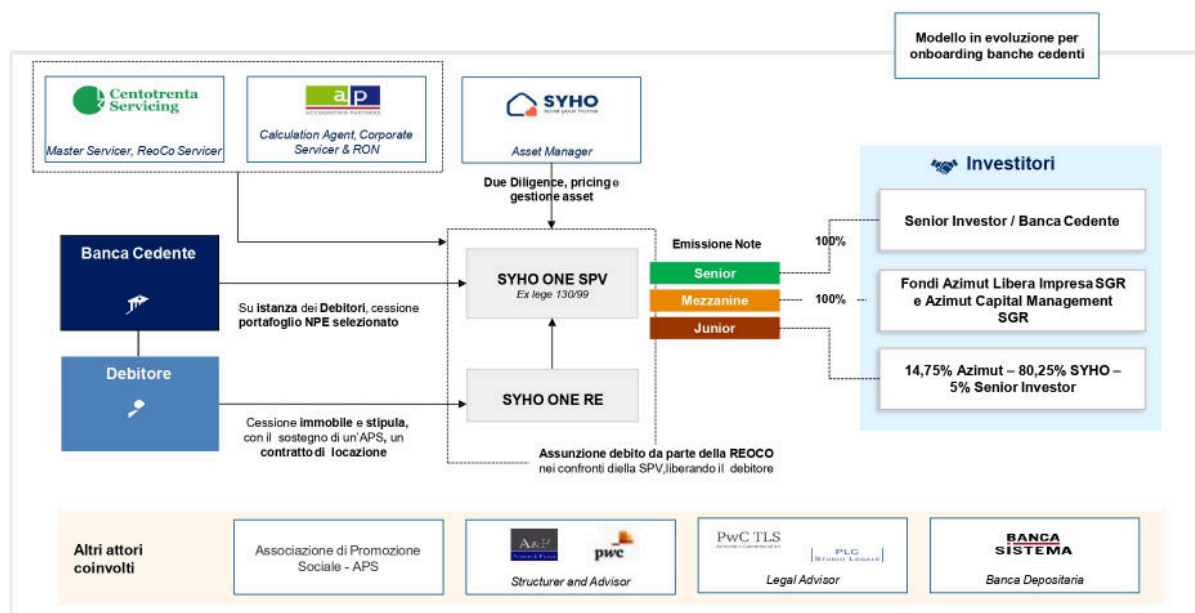 Modello in evoluzione per
onboarding banche cedenti
Centotrenta
Servicing
Master Servicer, ReoCo Servicer
a p
ACCOUNTING PARTNERS
Calculation Agent, Corporate
Servicer & RON
SYHO
save your home
Asset Manager
Due Diligence, pricing e
gestione asset
Investitori
Banca Cedente
Su istanza dei Debitori, cessione
portafoglio NPE selezionato
SYHO ONE SPV
Ex lege 130/99
Emissione Note
Senior
Mezzanine
Junior
100%
100%
Senior Investor / Banca Cedente
Fondi Azimut Libera Impresa SGR
e Azimut Capital Management
SGR
14,75% Azimut – 80,25% SYHO –
5% Senior Investor
Debitore
Cessione immobile e stipula,
con il sostegno di un'APS, un
contratto di locazione
SYHO ONE RE
Assunzione debito da parte della REOCO
nei confronti diella SPV,liberando il debitore
Altri attori
coinvolti
Associazione di Promozione
Sociale - APS
A&F
pwc
Structurer and Advisor
PwC TLS
PLC
STUDIO LEGALE
Legal Advisor
BANCA
SISTEMA
Banca Depositaria